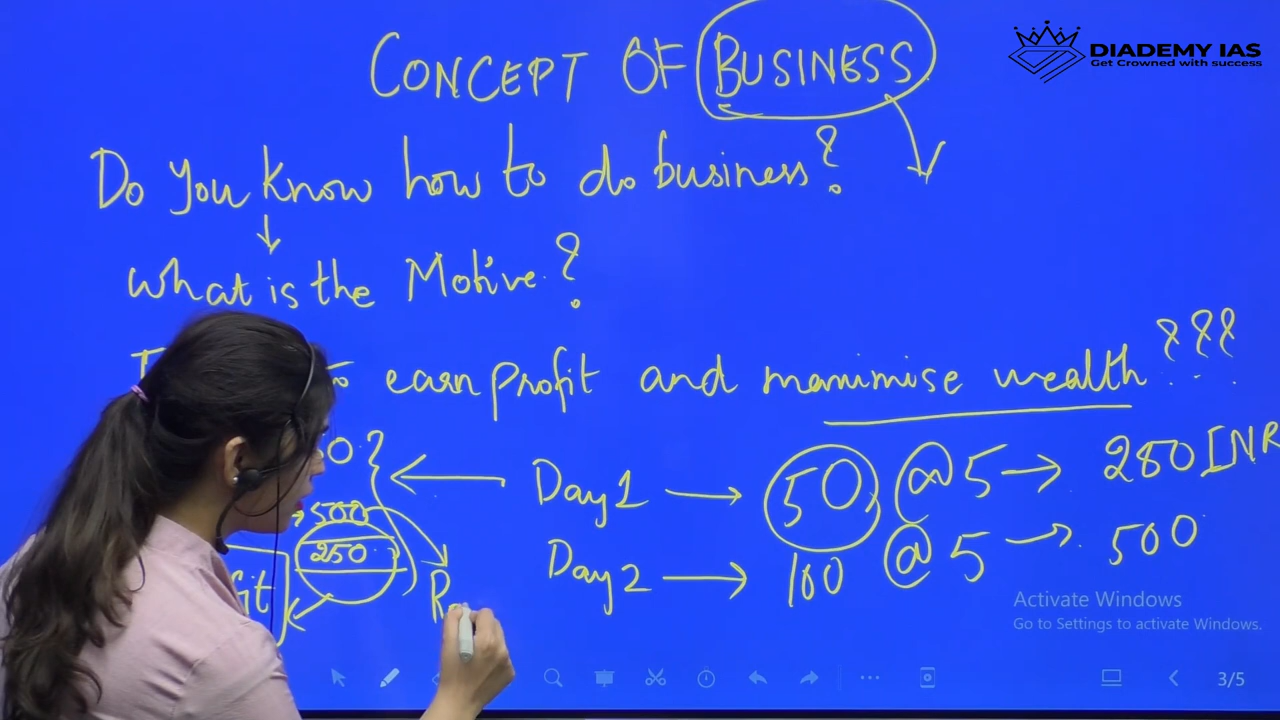 CONCEPT OF BUSINESS
DIADEMY IAS
Get Crowned with success
Do you know how to do business?
What is the Motive?
earn profit and maximise wealth ???
Day 1 → 50, @ 5 → 250 INR
500
250
Day 2 → 100 @ 5 → 500
R
Activate Windows
Go to Settings to activate Windows.
3/5